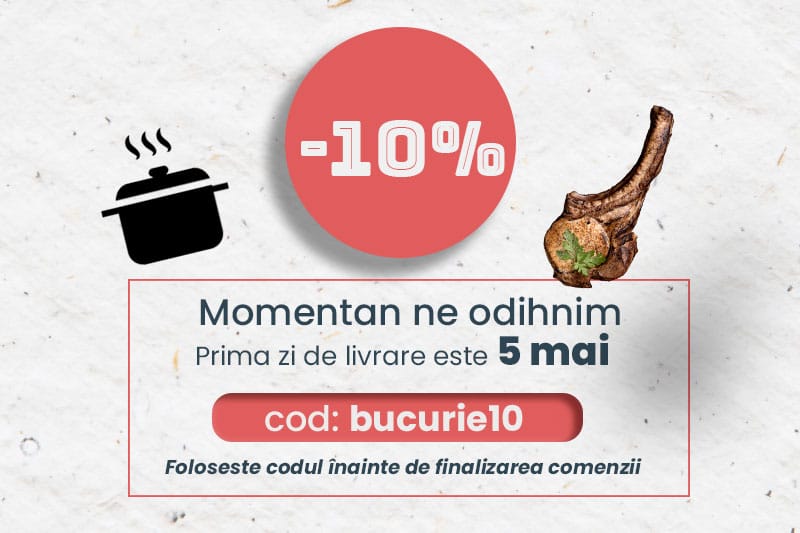 -10%
Momentan ne odihnim
Prima zi de livrare este 5 mai
cod: bucurie10
Foloseste codul înainte de finalizarea comenzii